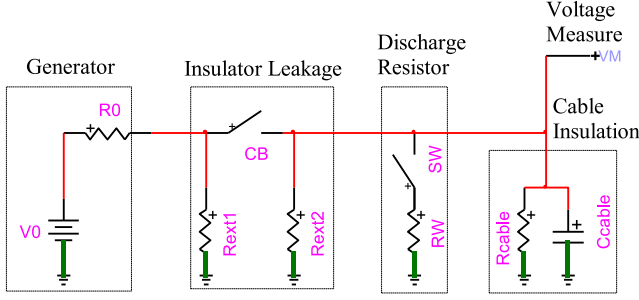 Voltage
Measure
VM
Generator
Insulator Leakage
Discharge
Resistor
Cable
Insulation
R0
CB
SW
V0
Rext1
Rext2
RW
Rcable
Ccable